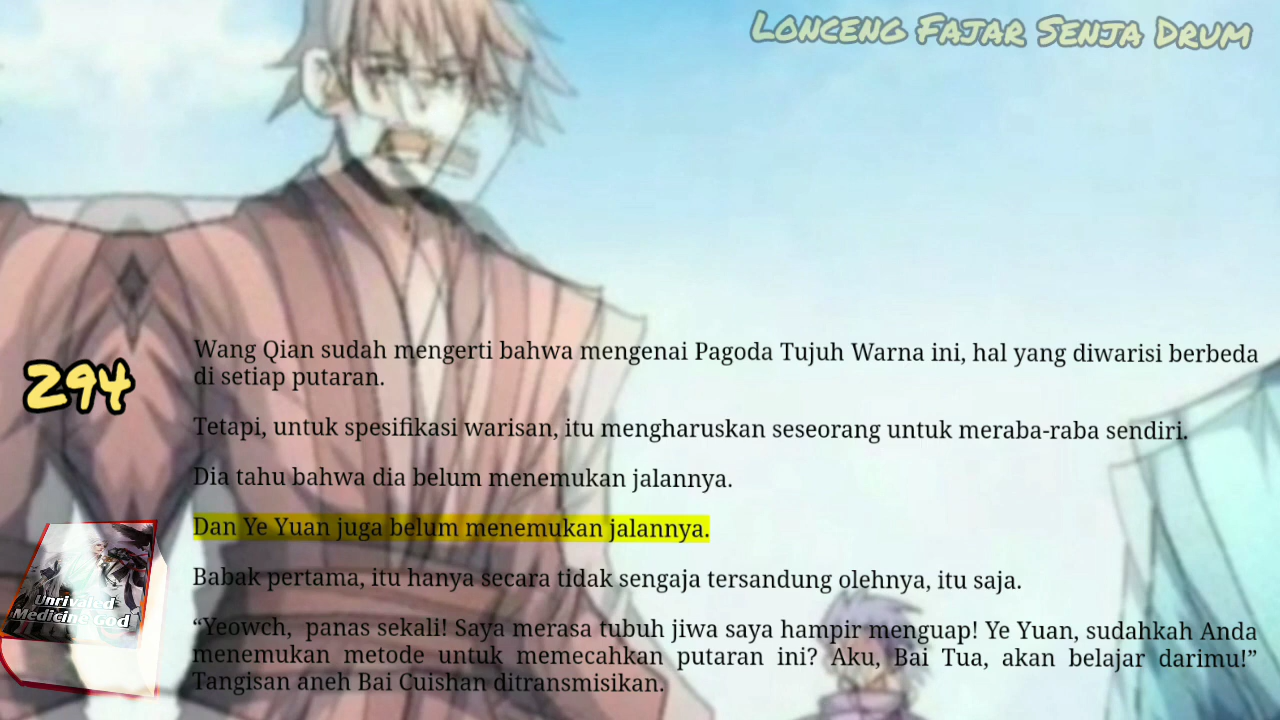 Lonceng Fajar Senja Drum
294
Wang Qian sudah mengerti bahwa mengenai Pagoda Tujuh Warna ini, hal yang diwarisi berbeda
di setiap putaran.
Tetapi, untuk spesifikasi warisan, itu mengharuskan seseorang untuk meraba-raba sendiri.
Dia tahu bahwa dia belum menemukan jalannya.
Dan Ye Yuan juga belum menemukan jalannya.
Babak pertama, itu hanya secara tidak sengaja tersandung olehnya, itu saja.
“Yeowch, panas sekali! Saya merasa tubuh jiwa saya hampir menguap! Ye Yuan, sudahkah Anda
menemukan metode untuk memecahkan putaran ini? Aku, Bai Tua, akan belajar darimu!”
Tangisan aneh Bai Cuishan ditransmisikan.
Unrivaled
Medicine God